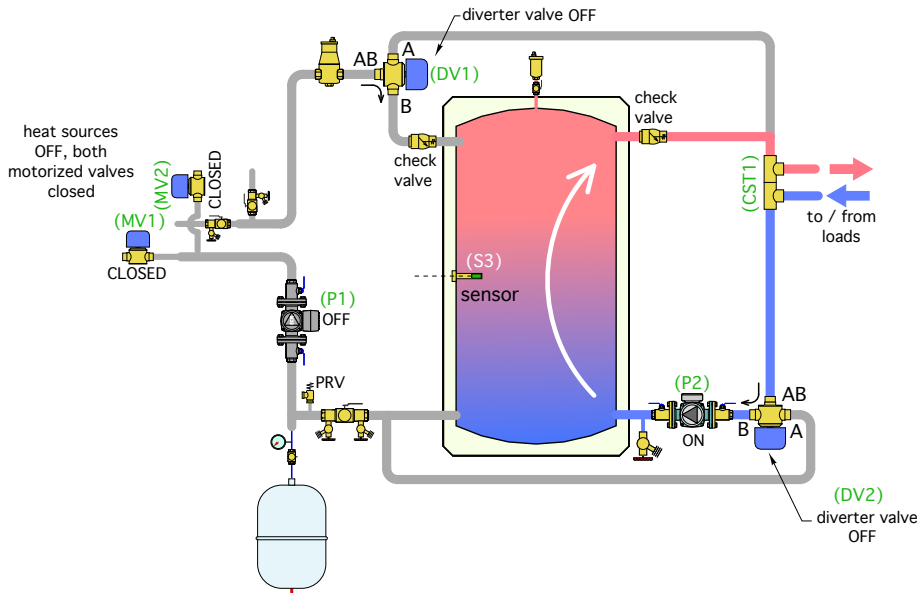 diverter valve OFF
A
AB
(DV1)
B
check
valve
check
valve
heat sources
OFF, both
motorized valves
closed
(MV2)
CLOSED
(MV1)
CLOSED
(CST1)
to / from
loads
(S3)
sensor
(P1)
OFF
PRV
(P2)
ON
AB
B
A
(DV2)
diverter valve
OFF